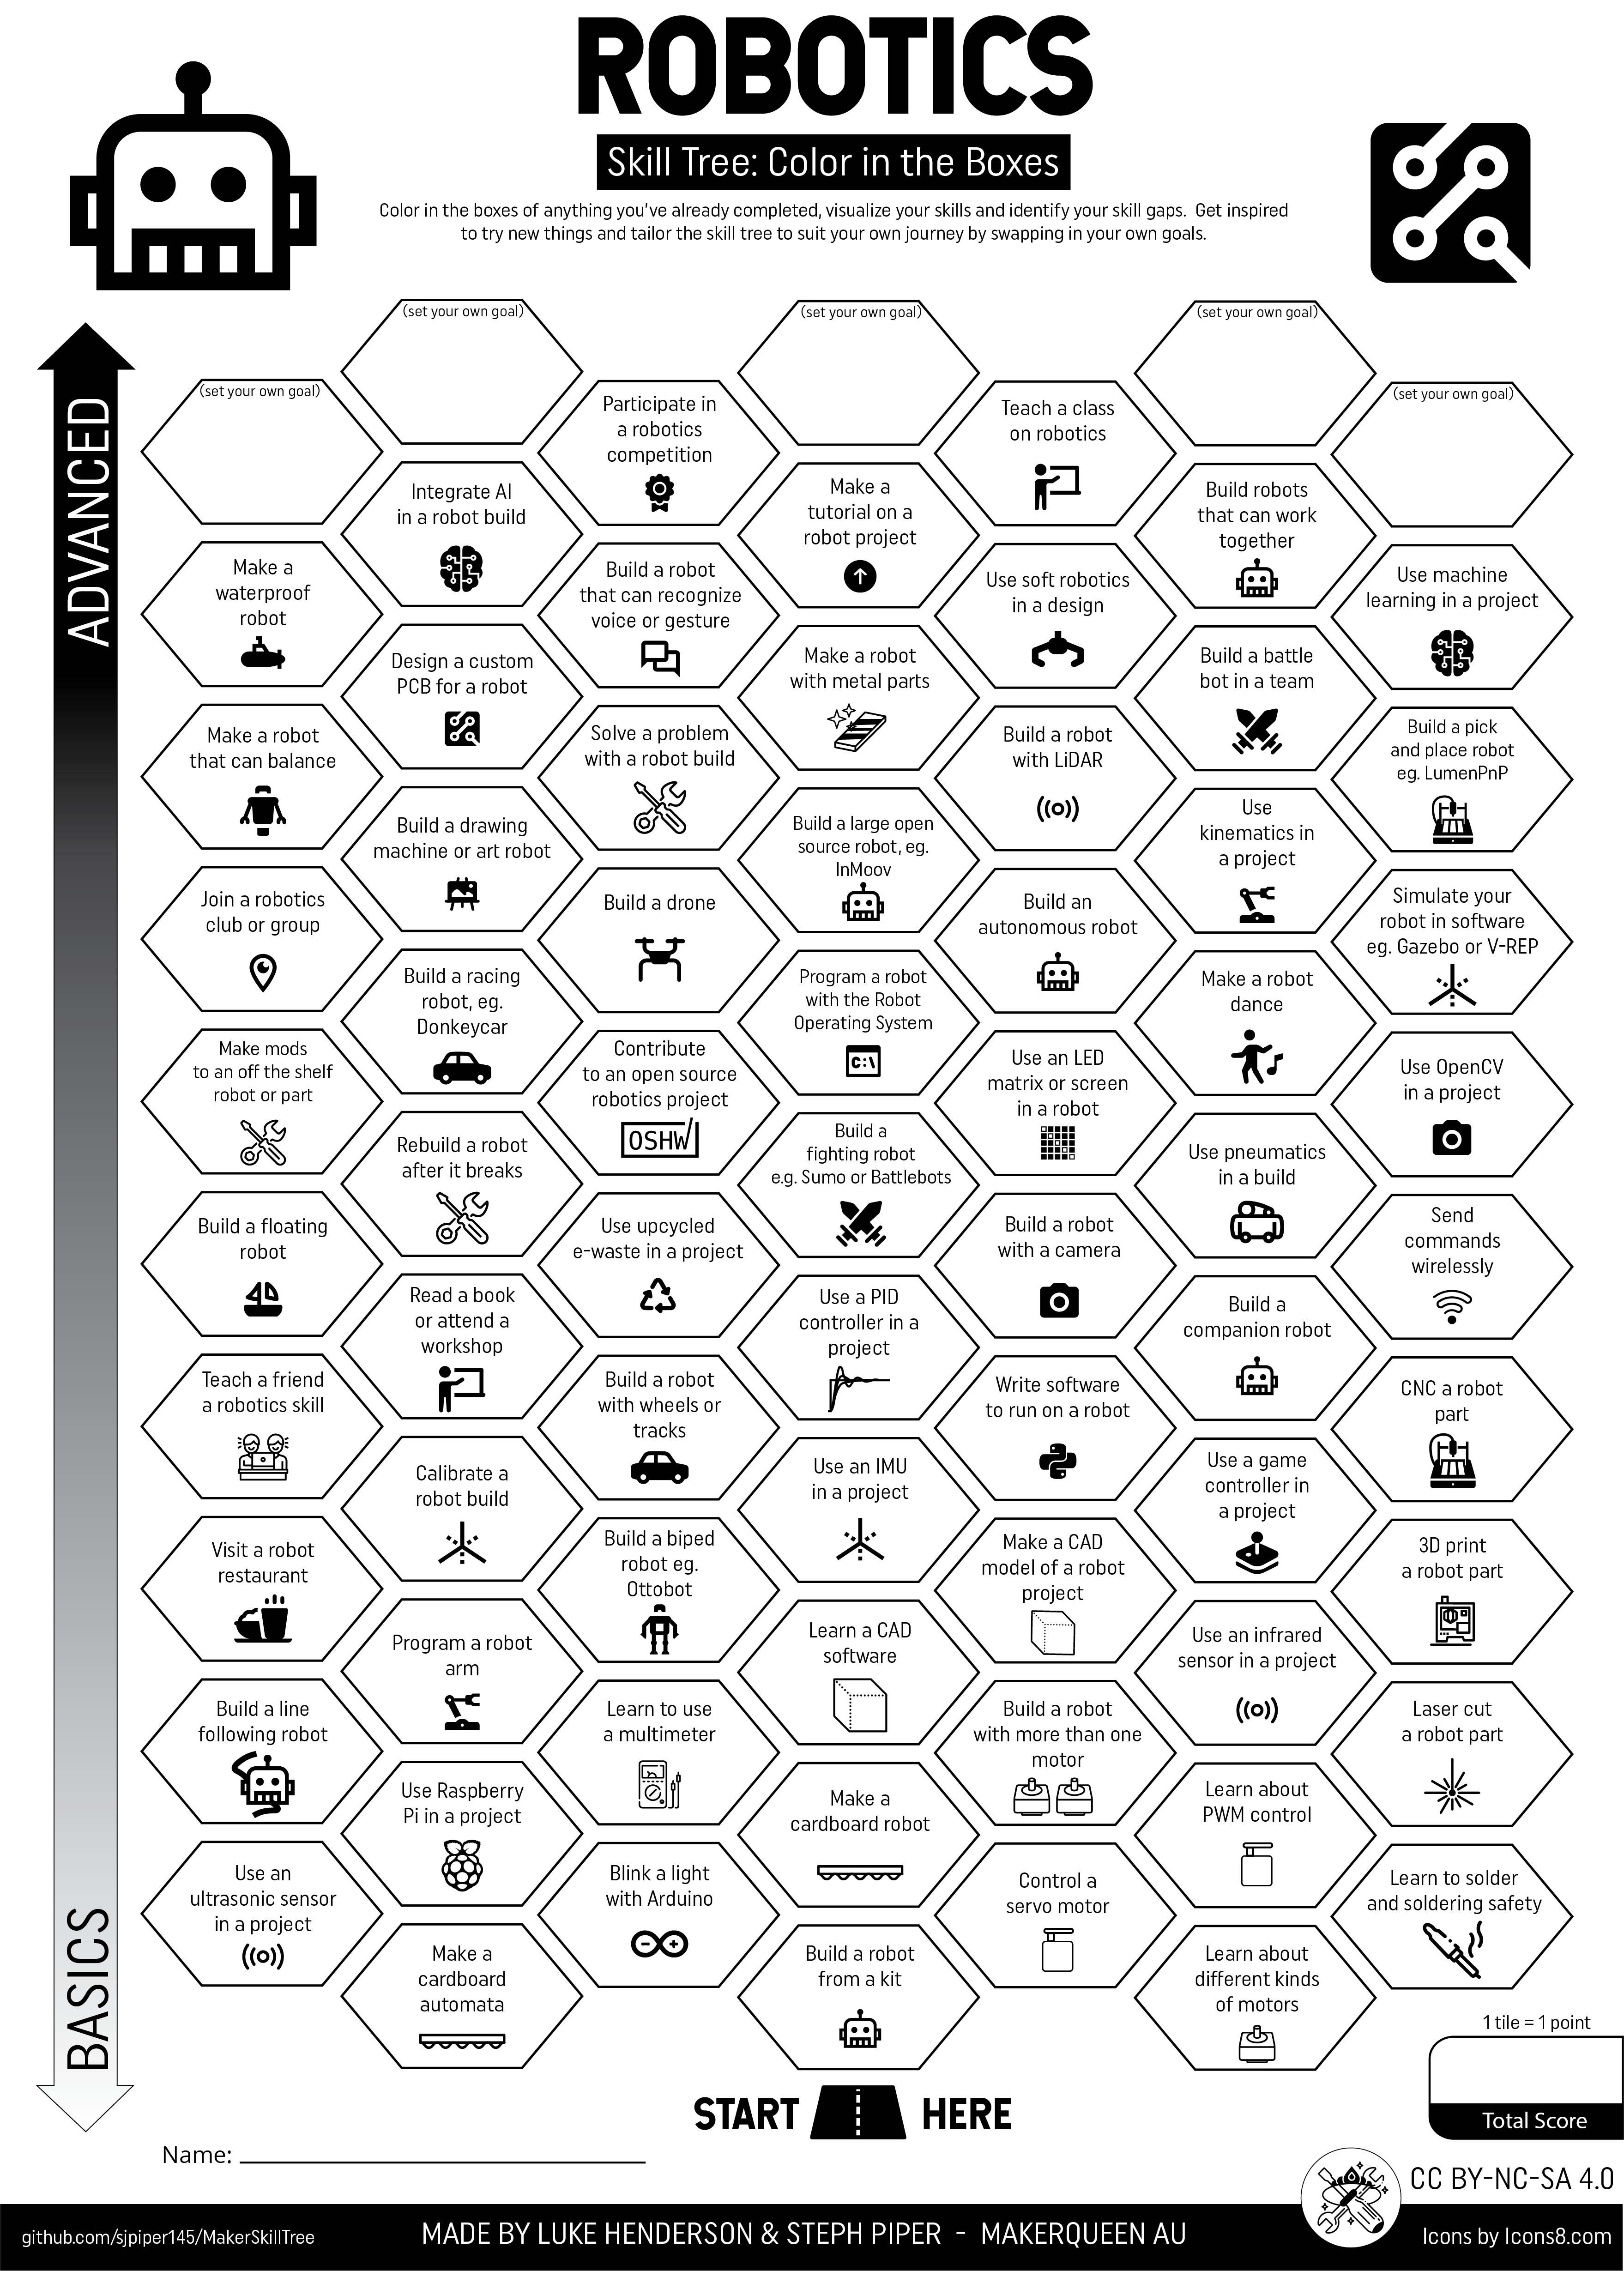 ROBOTICS
Skill Tree: Color in the Boxes
Color in the boxes of anything you've already completed, visualize your skills and identify your skill gaps. Get inspired
to try new things and tailor the skill tree to suit your own journey by swapping in your own goals.
ADVANCED
BASICS
(set your own goal)
(set your own goal)
(set your own goal)
(set your own goal)
(set your own goal)
Participate in
a robotics
competition
Teach a class
on robotics
Integrate AI
in a robot build
Make a
tutorial on a
robot project
Build robots
that can work
together
Make a
waterproof
robot
Build a robot
that can recognize
voice or gesture
Use soft robotics
in a design
Use machine
learning in a project
Design a custom
PCB for a robot
Make a robot
with metal parts
Build a battle
bot in a team
Make a robot
that can balance
Solve a problem
with a robot build
Build a robot
with LiDAR
Build a pick
and place robot
eg. LumenPnP
Build a drawing
machine or art robot
Build a large open
source robot, eg.
InMoov
Use
kinematics in
a project
Join a robotics
club or group
Build a drone
Build an
autonomous robot
Simulate your
robot in software
eg. Gazebo or V-REP
Build a racing
robot, eg.
Donkeycar
Program a robot
with the Robot
Operating System
C:\
Make a robot
dance
Make mods
to an off the shelf
robot or part
Contribute
to an open source
robotics project
OSHW
Use an LED
matrix or screen
in a robot
Use OpenCV
in a project
Rebuild a robot
after it breaks
Build a
fighting robot
e.g. Sumo or Battlebots
Use pneumatics
in a build
Build a floating
robot
Use upcycled
e-waste in a project
Build a robot
with a camera
Send
commands
wirelessly
Read a book
or attend a
workshop
Use a PID
controller in a
project
Build a
companion robot
Teach a friend
a robotics skill
Build a robot
with wheels or
tracks
Write software
to run on a robot
CNC a robot
part
Calibrate a
robot build
Use an IMU
in a project
Use a game
controller in
a project
Visit a robot
restaurant
Build a biped
robot eg.
Ottobot
Make a CAD
model of a robot
project
3D print
a robot part
Program a robot
arm
Learn a CAD
software
Use an infrared
sensor in a project
Build a line
following robot
Learn to use
a multimeter
Build a robot
with more than one
motor
Laser cut
a robot part
Use Raspberry
Pi in a project
Make a
cardboard robot
Learn about
PWM control
Use an
ultrasonic sensor
in a project
Blink a light
with Arduino
Control a
servo motor
Learn to solder
and soldering safety
Make a
cardboard
automata
Build a robot
from a kit
Learn about
different kinds
of motors
1 tile = 1 point
Total Score
START HERE
Name:
CC BY-NC-SA 4.0
github.com/sjpiper145/MakerSkillTree
MADE BY LUKE HENDERSON & STEPH PIPER - MAKERQUEEN AU
Icons by Icons8.com